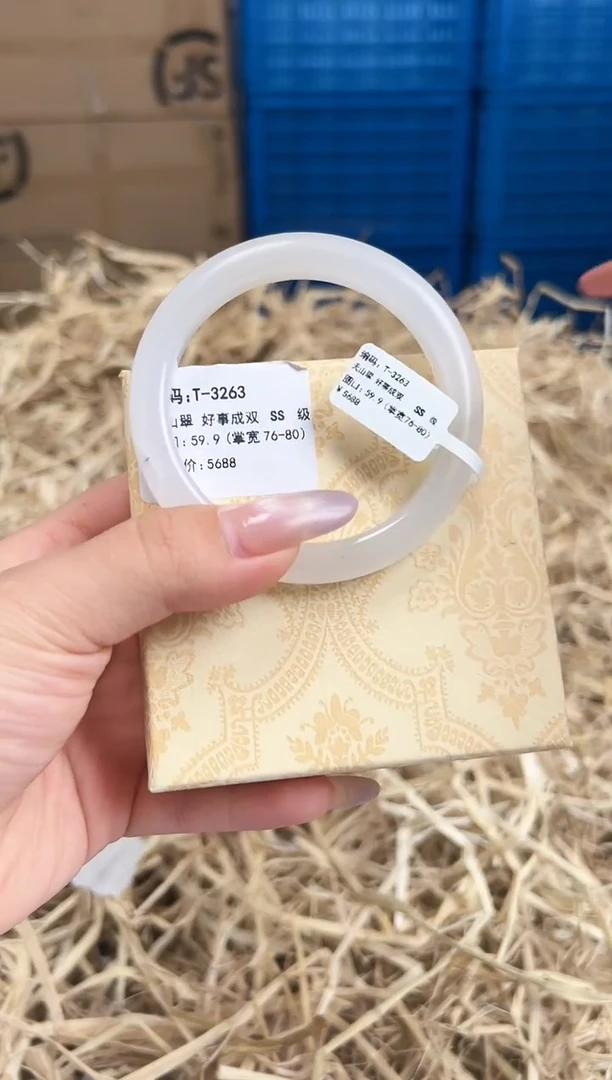 码:T-3263
山翠 好事成双 SS 级
: 59.9 (掌宽76-80)
价: 5688
编码: T-3263
天山翠 好事成双 SS 级
圈口: 59.9 (掌宽76-80)
￥5688